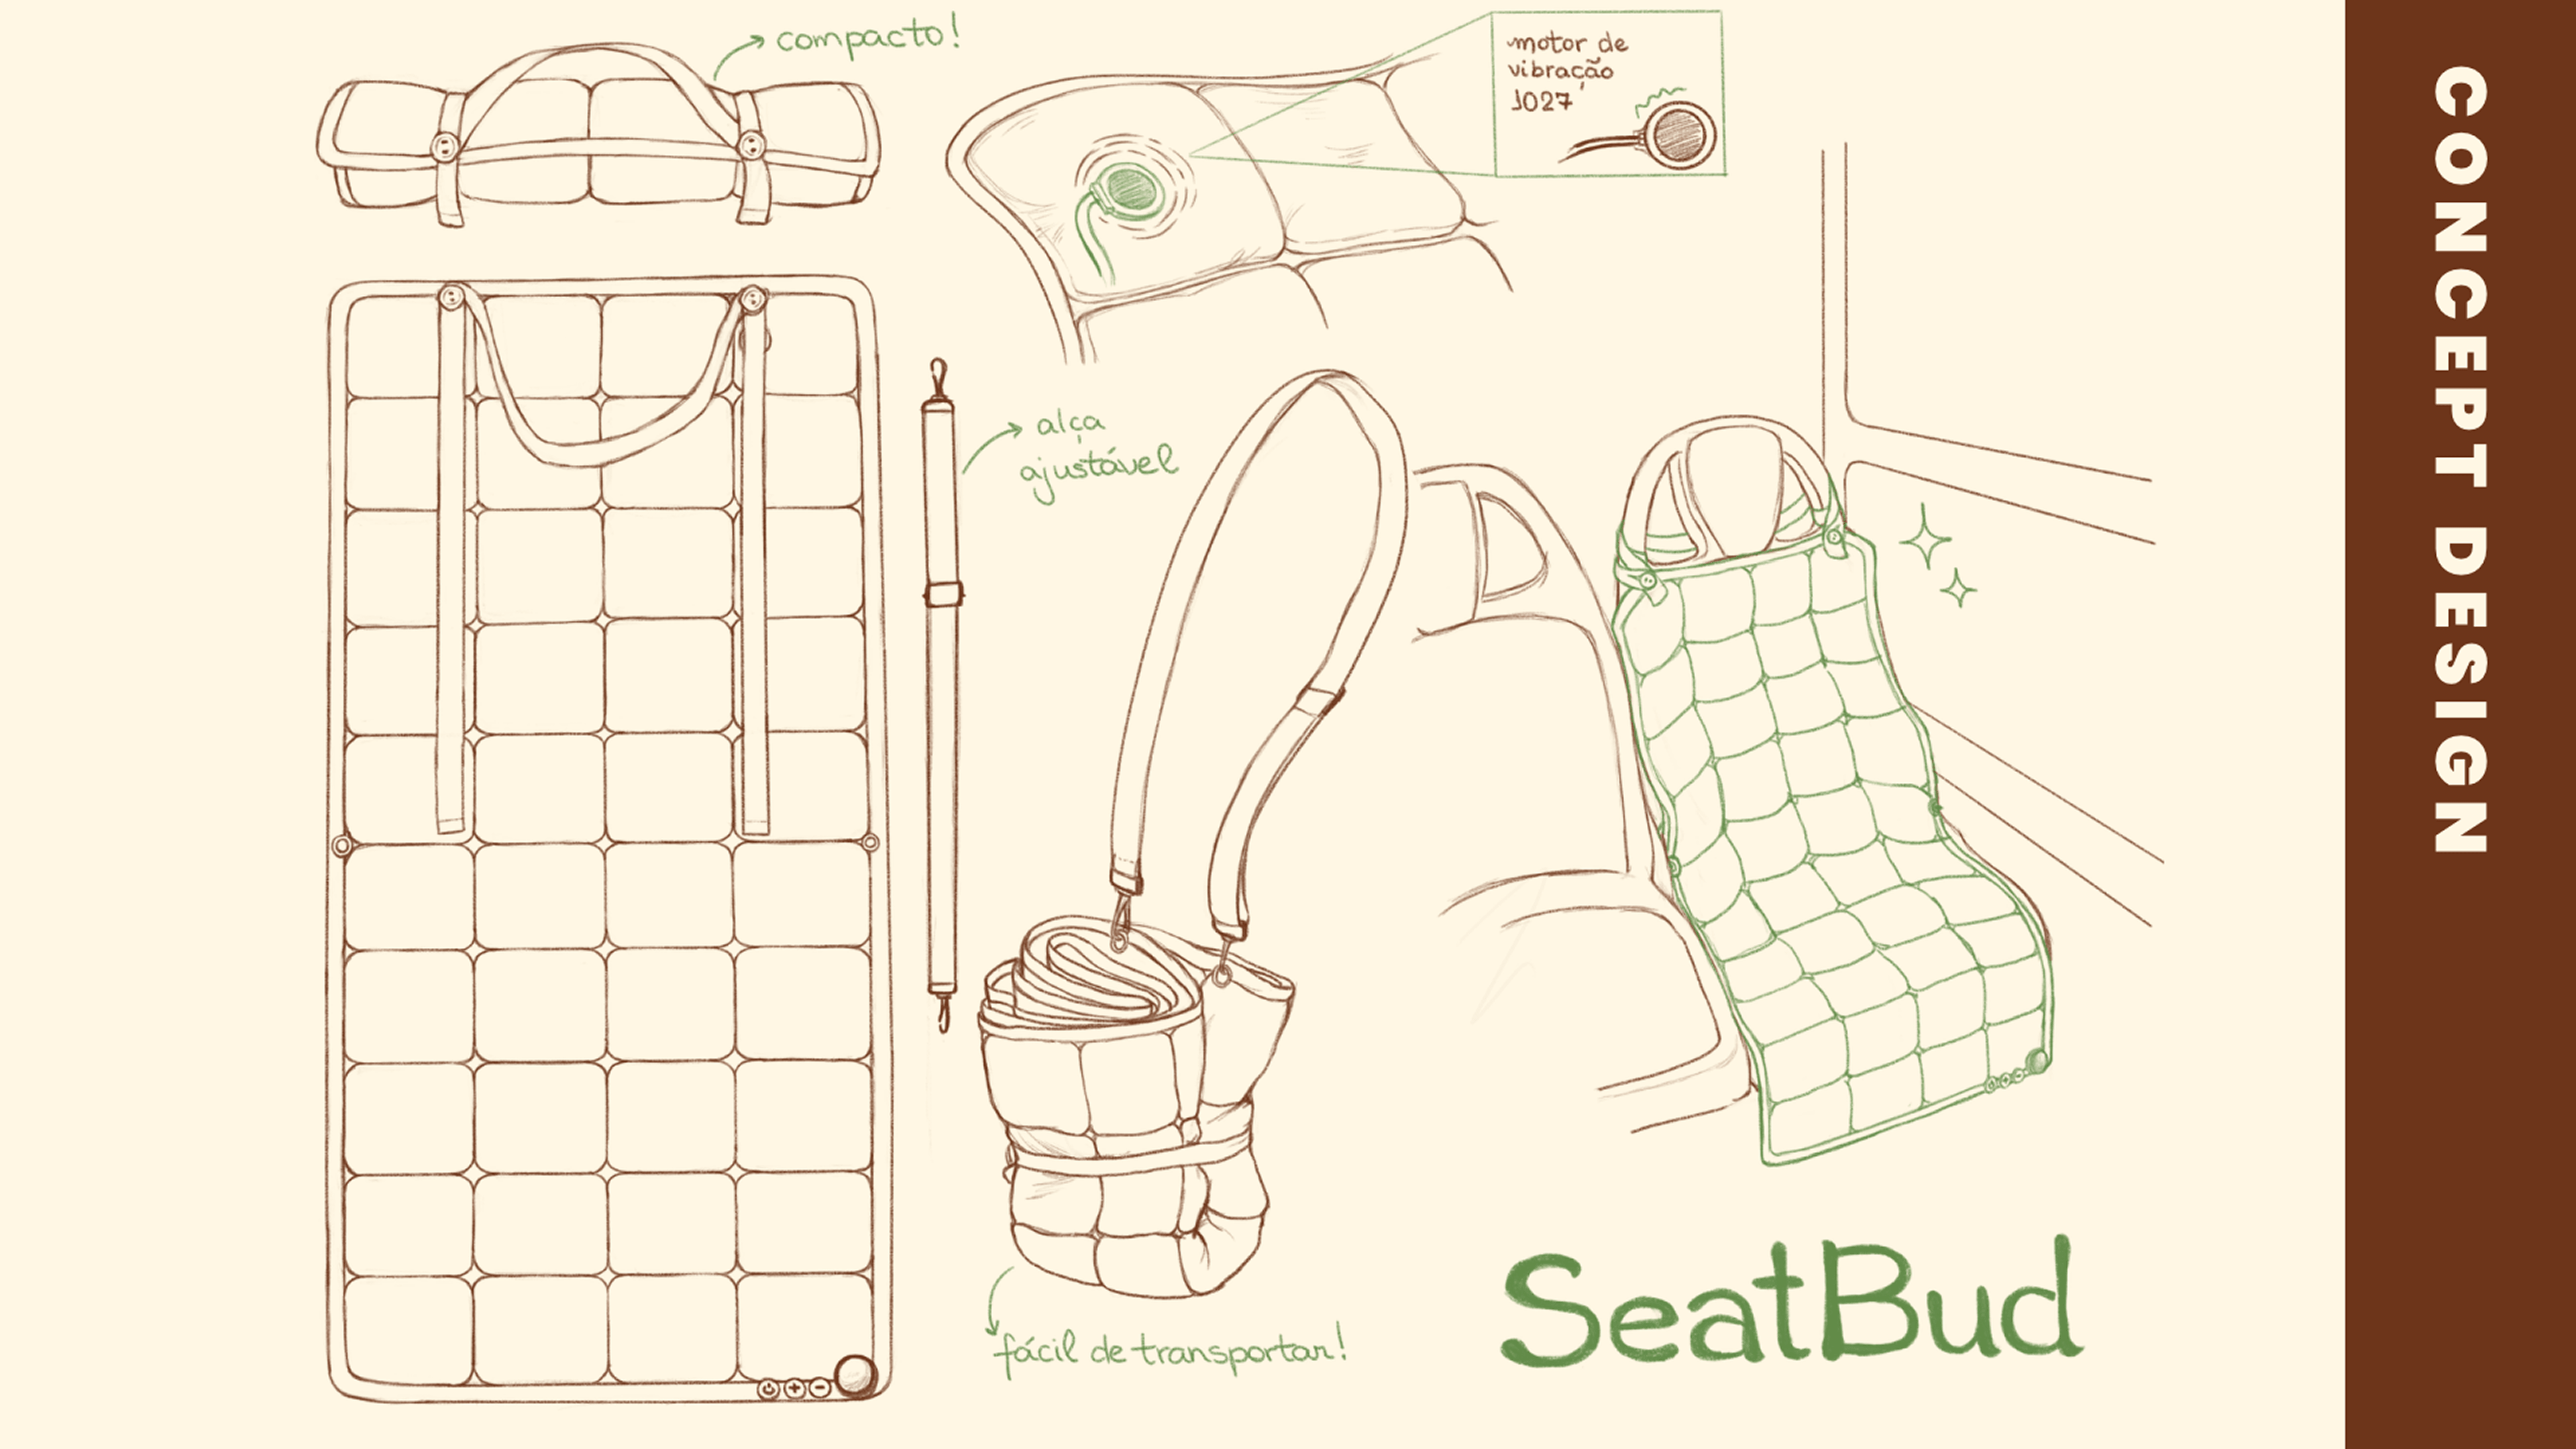 compacto!
motor de
vibração
1027
alça
ajustável
fácil de transportar!
SeatBud
CONCEPT DESIGN